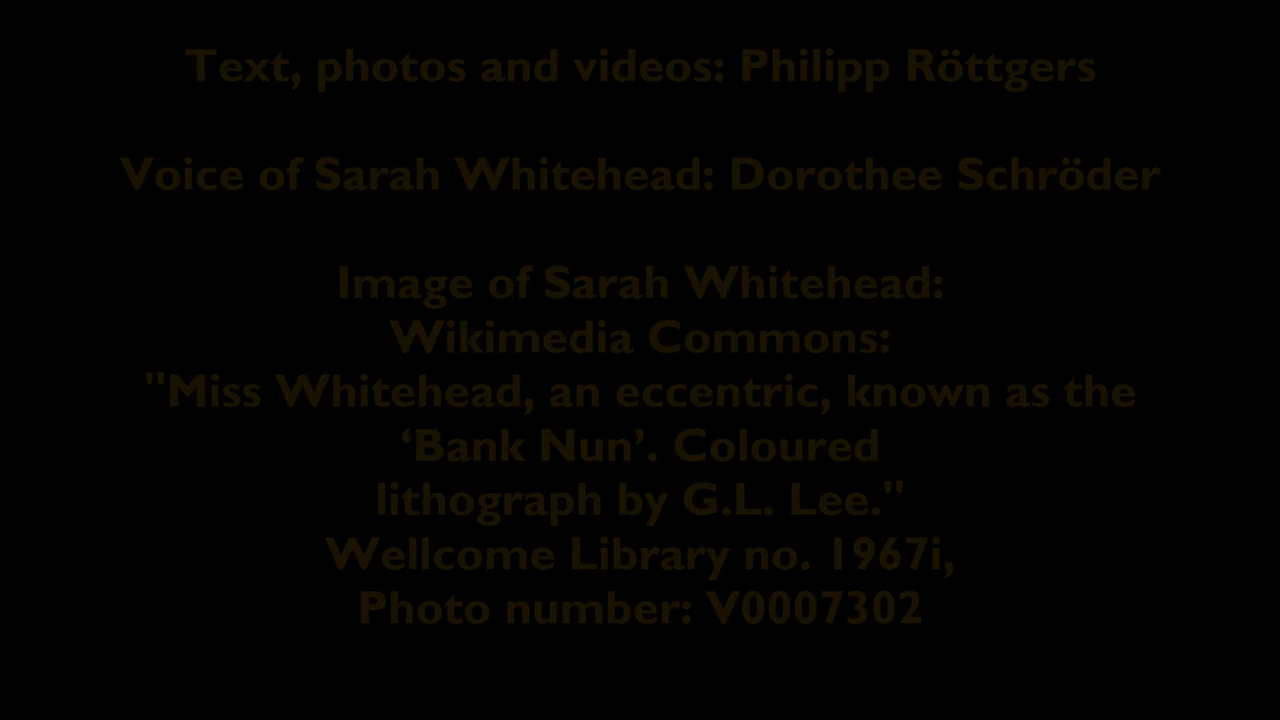 Text, photos and videos: Philipp Röttgers
Voice of Sarah Whitehead: Dorothee Schröder
Image of Sarah Whitehead:
Wikimedia Commons:
"Miss Whitehead, an eccentric, known as the
‘Bank Nun’. Coloured
lithograph by G.L. Lee."
Wellcome Library no. 1967i,
Photo number: V0007302